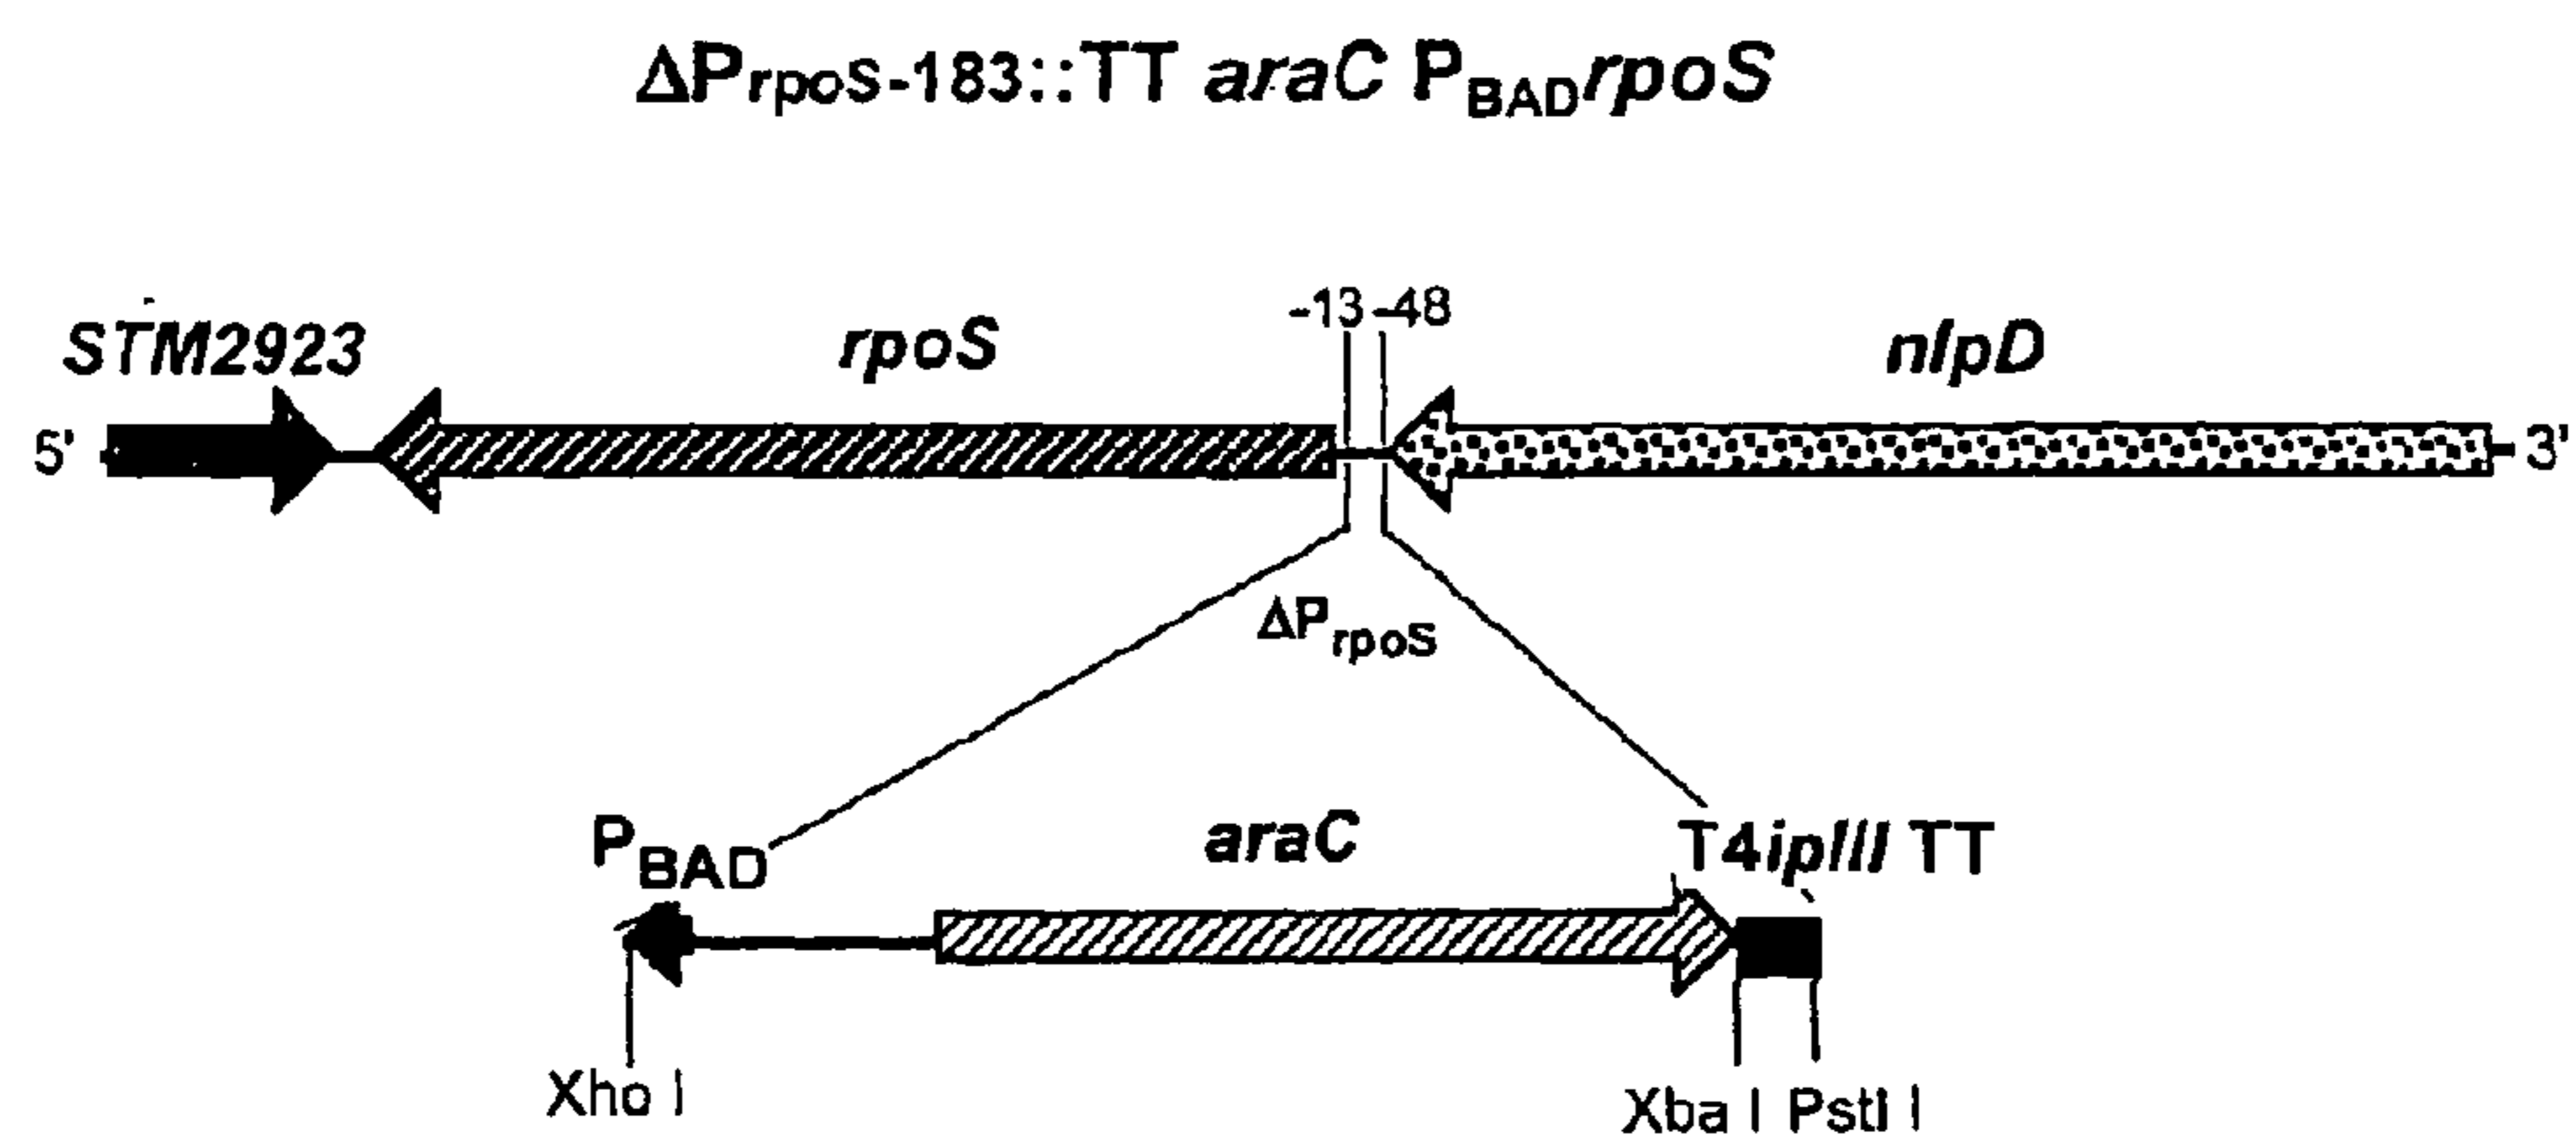 ΔPrpoS-183::TT araC PBADrpoS
-13 -48
STM2923 rpoS nlpD
5' 3'
ΔPrpoS
PBAD araC T4ipIII TT
Xho I Xba I PstI I